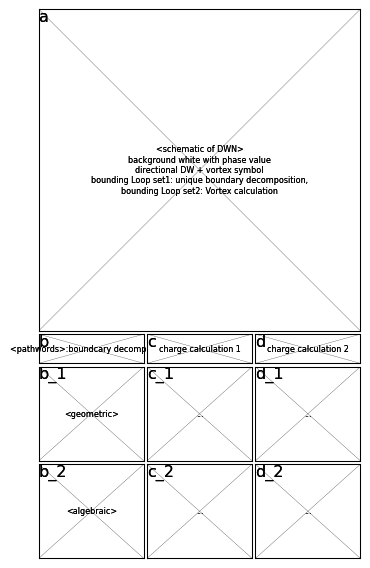 a
<schematic of DWN>
background white with phase value
directional DW + vortex symbol
bounding Loop set1: unique boundary decomposition,
bounding Loop set2: Vortex calculation
b
<pathwords>:boundcary decomp
c
charge calculation 1
d
charge calculation 2
b_1
<geometric>
c_1
..
d_1
..
b_2
<algebraic>
c_2
..
d_2
..